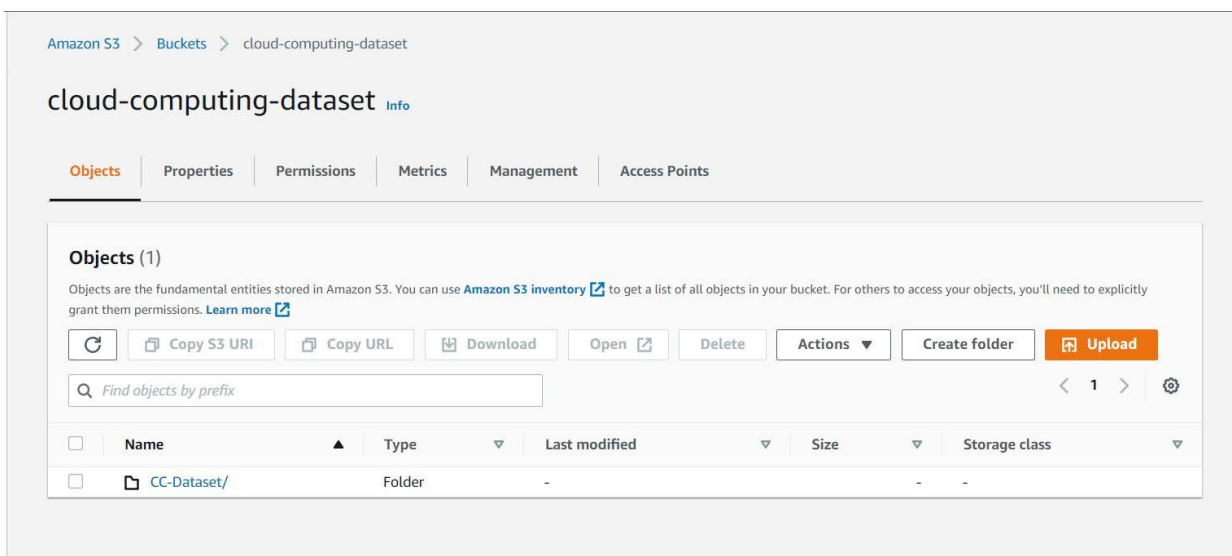 Amazon S3 > Buckets > cloud-computing-dataset
cloud-computing-dataset Info
Objects Properties Permissions Metrics Management Access Points
Objects (1)
Objects are the fundamental entities stored in Amazon S3. You can use Amazon S3 inventory to get a list of all objects in your bucket. For others to access your objects, you'll need to explicitly
grant them permissions. Learn more
Copy S3 URI Copy URL Download Open Delete Actions Create folder Upload
Find objects by prefix < 1 >
Name Type Last modified Size Storage class
CC-Dataset/ Folder - - -